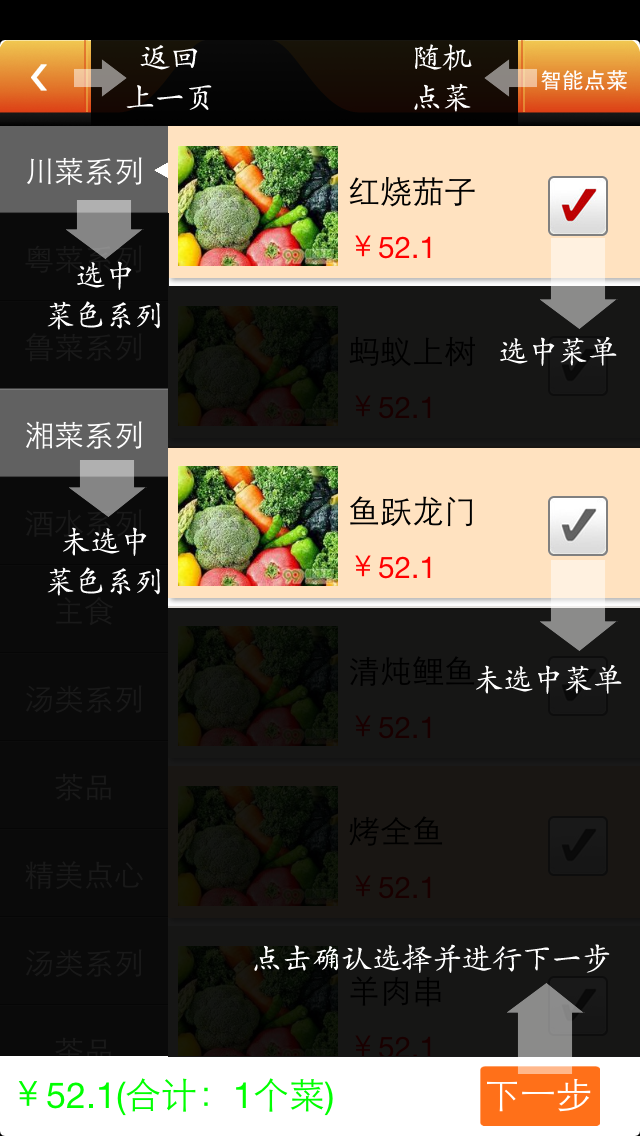 返回
上一页
随机
点菜
智能点菜
川菜系列
红烧茄子
￥52.1
粤菜系列
选中
菜色系列
鲁菜系列
蚂蚁上树
￥52.1
选中菜单
湘菜系列
鱼跃龙门
￥52.1
酒水系列
未选中
菜色系列
主食
清炖鲤鱼
￥52.1
未选中菜单
汤类系列
茶品
烤全鱼
￥52.1
精美点心
点击确认选择并进行下一步
汤类系列
羊肉串
￥52.1
茶品
￥52.1(合计：1个菜)
下一步